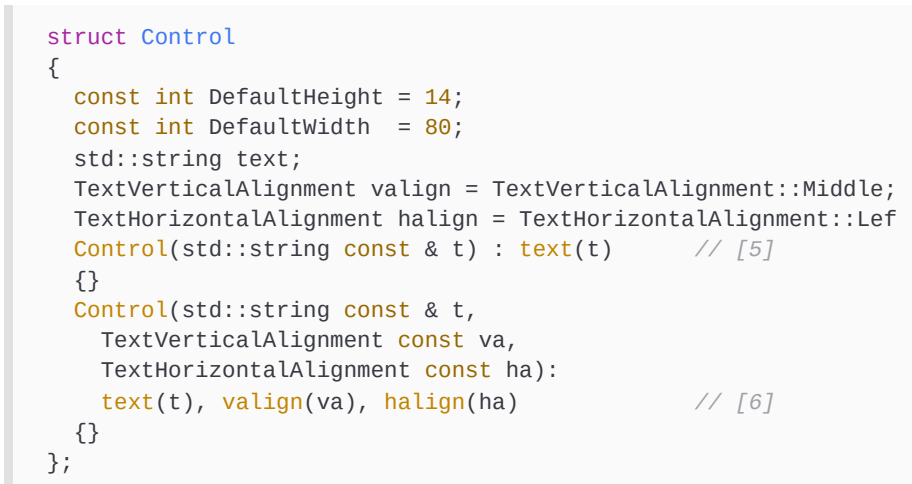 struct Control
{
  const int DefaultHeight = 14;
  const int DefaultWidth  = 80;
  std::string text;
  TextVerticalAlignment valign = TextVerticalAlignment::Middle;
  TextHorizontalAlignment halign = TextHorizontalAlignment::Lef
  Control(std::string const & t) : text(t)      // [5]
  {}
  Control(std::string const & t,
    TextVerticalAlignment const va,
    TextHorizontalAlignment const ha):
    text(t), valign(va), halign(ha)             // [6]
  {}
};